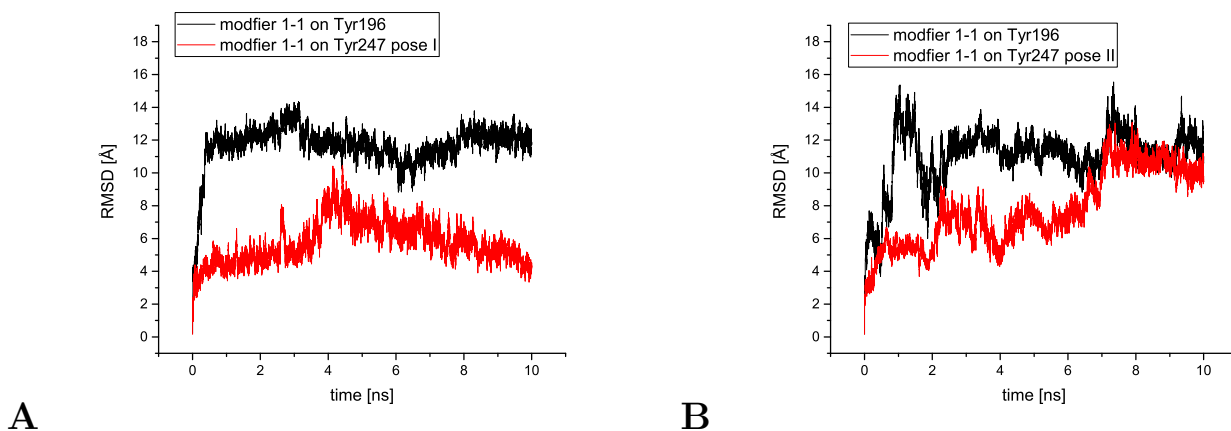 modfier 1-1 on Tyr196
modfier 1-1 on Tyr247 pose I
18
16
14
12
10
8
6
4
2
0
RMSD [Å]
0 2 4 6 8 10
time [ns]
A
modfier 1-1 on Tyr196
modfier 1-1 on Tyr247 pose II
18
16
14
12
10
8
6
4
2
0
RMSD [Å]
0 2 4 6 8 10
time [ns]
B